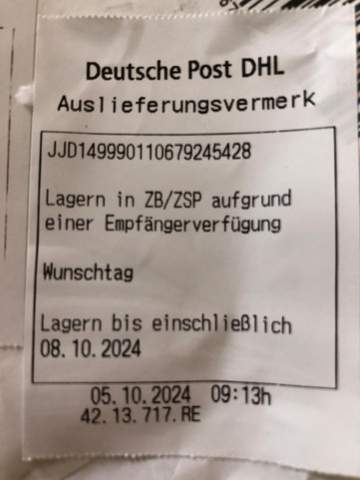 Deutsche Post DHL
Auslieferungsvermerk
JJD149990110679245428
Lagern in ZB/ZSP aufgrund
einer Empfängerverfügung
Wunschtag
Lagern bis einschließlich
08.10.2024
05.10.2024 09:13h
42.13.717.RE